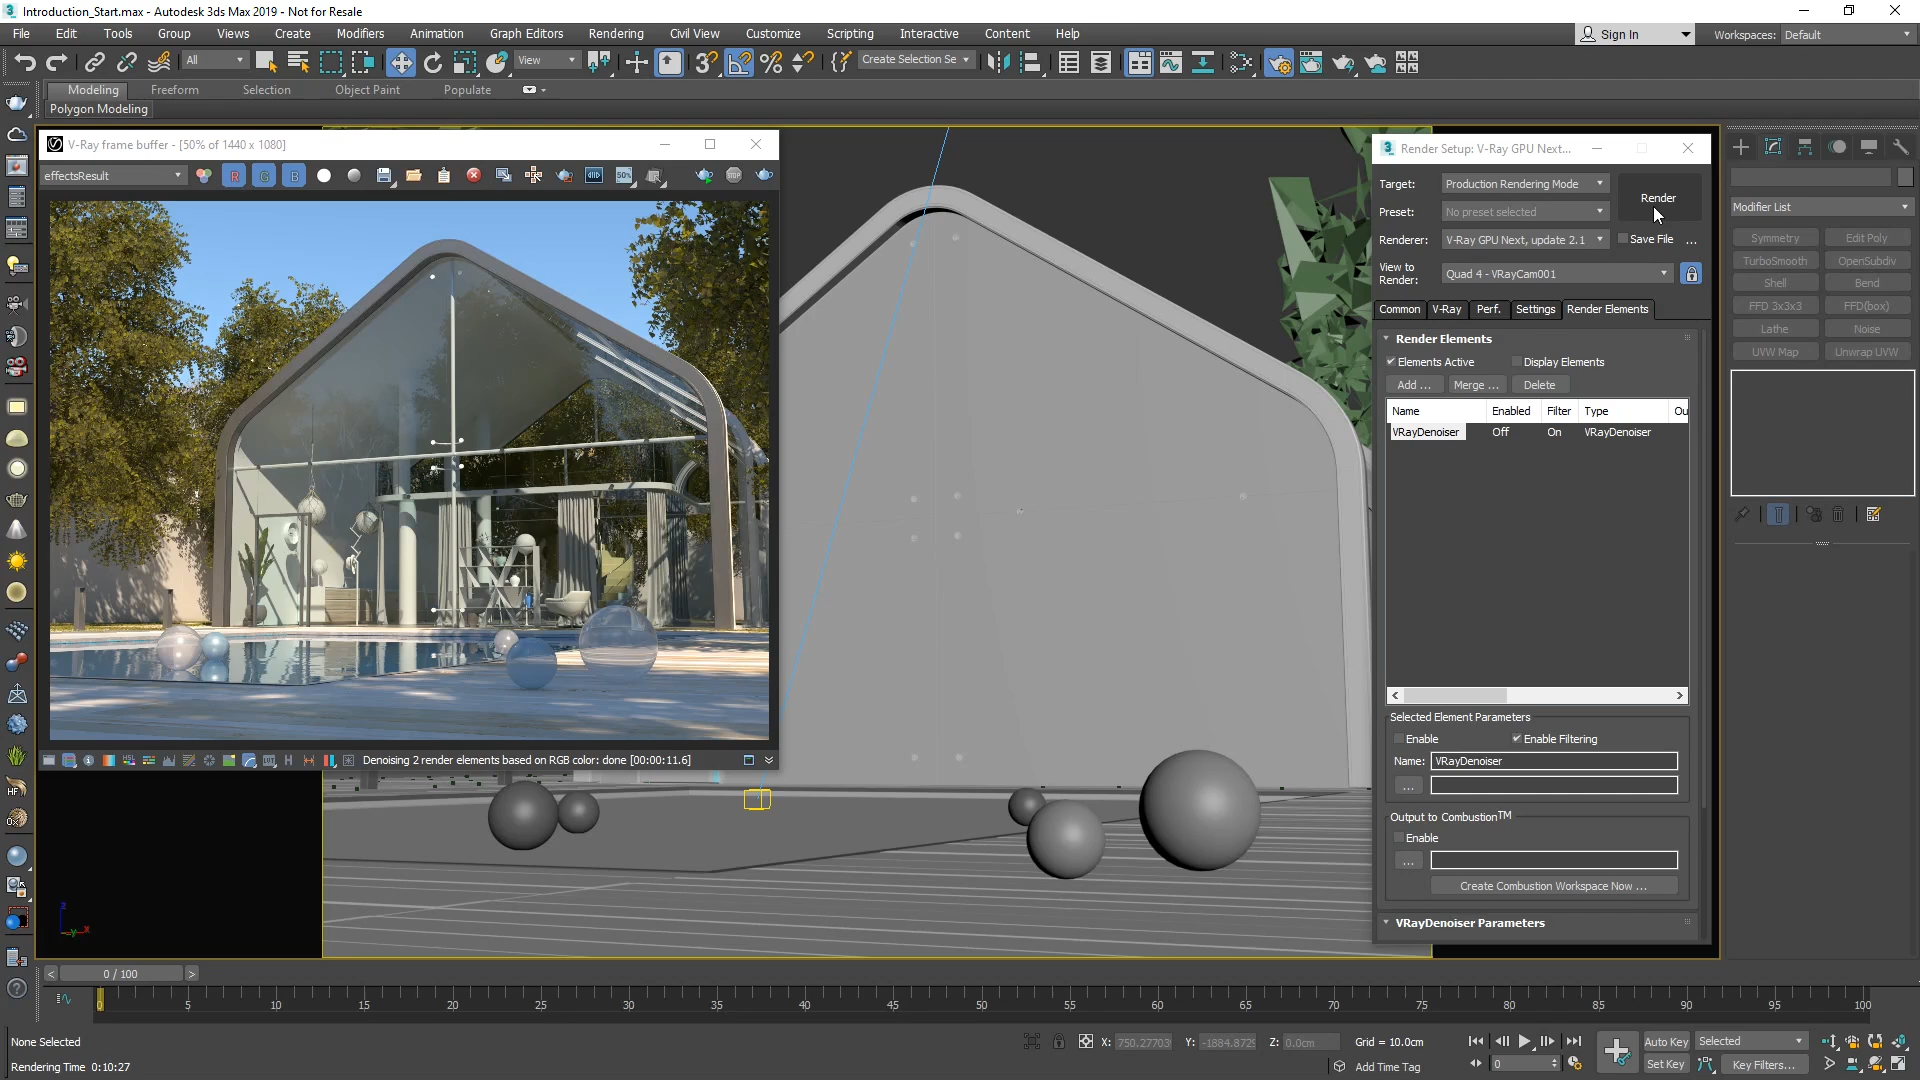 Introduction_Start.max - Autodesk 3ds Max 2019 - Not for Resale
File Edit Tools Group Views Create Modifiers Animation Graph Editors Rendering Civil View Customize Scripting Interactive Content Help
Sign In
Workspaces: Default
All
View
Create Selection Se
Modeling Freeform Selection Object Paint Populate
Polygon Modeling
V-Ray frame buffer - [50% of 1440 x 1080]
effectsResult
R G B
50%
STOP
Denoising 2 render elements based on RGB color: done [00:00:11.6]
Render Setup: V-Ray GPU Next...
Target: Production Rendering Mode
Render
Preset: No preset selected
Renderer: V-Ray GPU Next, update 2.1
Save File ...
View to
Render:
Quad 4 - VRayCam001
Common V-Ray Perf. Settings Render Elements
Render Elements
Elements Active Display Elements
Add ... Merge ... Delete
Name Enabled Filter Type Ou
VRayDenoiser Off On VRayDenoiser
Selected Element Parameters
Enable Enable Filtering
Name: VRayDenoiser
...
Output to Combustion™
Enable
...
Create Combustion Workspace Now ...
VRayDenoiser Parameters
Modifier List
Symmetry Edit Poly
TurboSmooth OpenSubdiv
Shell Bend
FFD 3x3x3 FFD(box)
Lathe Noise
UVW Map Unwrap UVW
z
y x
< 0 / 100 >
0 5 10 15 20 25 30 35 40 45 50 55 60 65 70 75 80 85 90 95 100
None Selected
Rendering Time 0:10:27
X: 750.27703 Y: -1884.8729 Z: 0.0cm Grid = 10.0cm
Add Time Tag
0
Auto Key Selected
Set Key Key Filters...